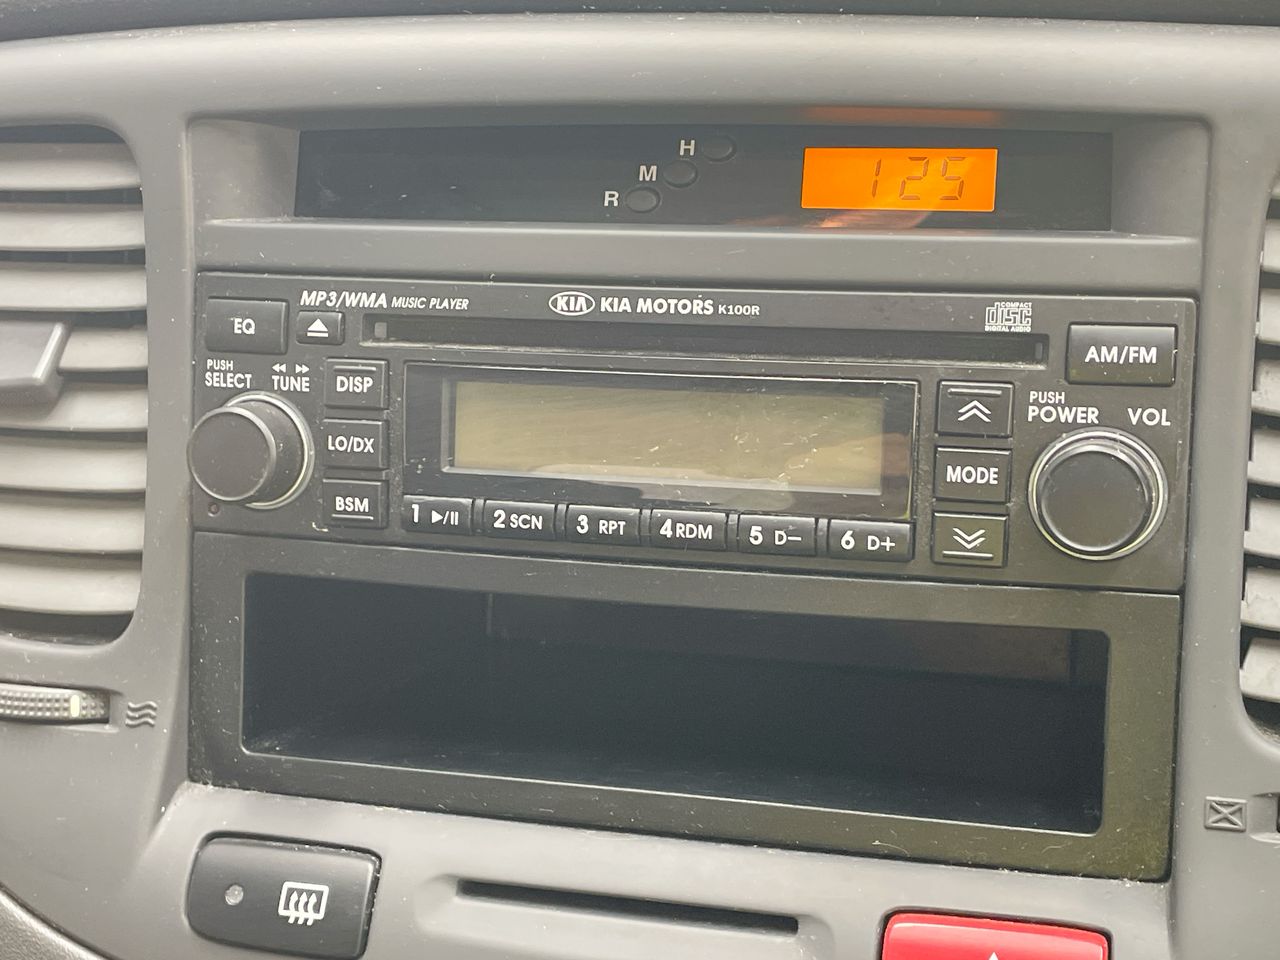 H
M
R
125
MP3/WMA MUSIC PLAYER
KIA KIA MOTORS K100R
COMPACT
disc
DIGITAL AUDIO
EQ
AM/FM
PUSH
SELECT
TUNE
DISP
PUSH
POWER
VOL
LO/DX
MODE
BSM
1
2 SCN
3 RPT
4 RDM
5 D−
6 D+